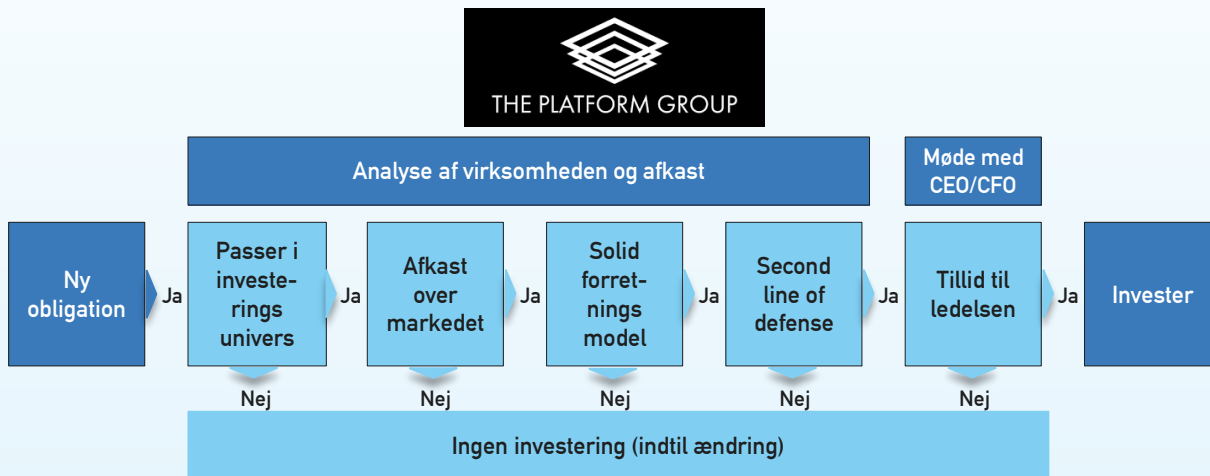 THE PLATFORM GROUP
Analyse af virksomheden og afkast
Møde med
CEO/CFO
Ny
obligation
Ja
Passer i
investe-
rings
univers
Ja
Afkast
over
markedet
Ja
Solid
forret-
nings
model
Ja
Second
line of
defense
Ja
Tillid til
ledelsen
Ja
Invester
Nej
Nej
Nej
Nej
Nej
Ingen investering (indtil ændring)